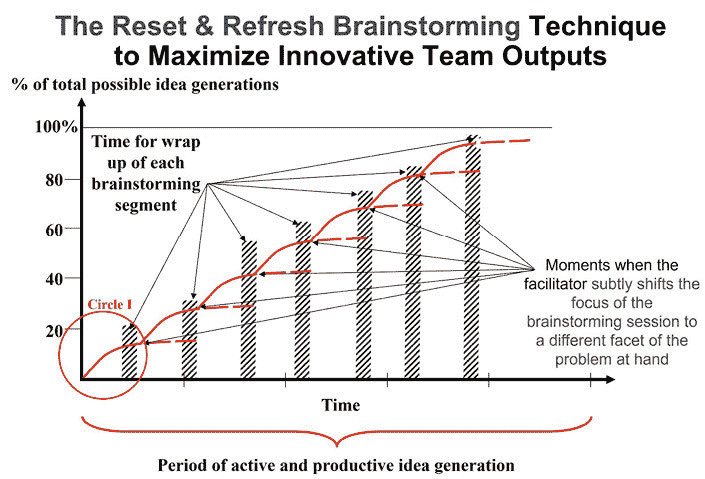 The Reset & Refresh Brainstorming Technique
to Maximize Innovative Team Outputs
% of total possible idea generations
100%
Time for wrap
up of each
brainstorming
segment
80
60
40
20
Circle I
Moments when the
facilitator subtly shifts the
focus of the
brainstorming session to
a different facet of the
problem at hand
Time
Period of active and productive idea generation